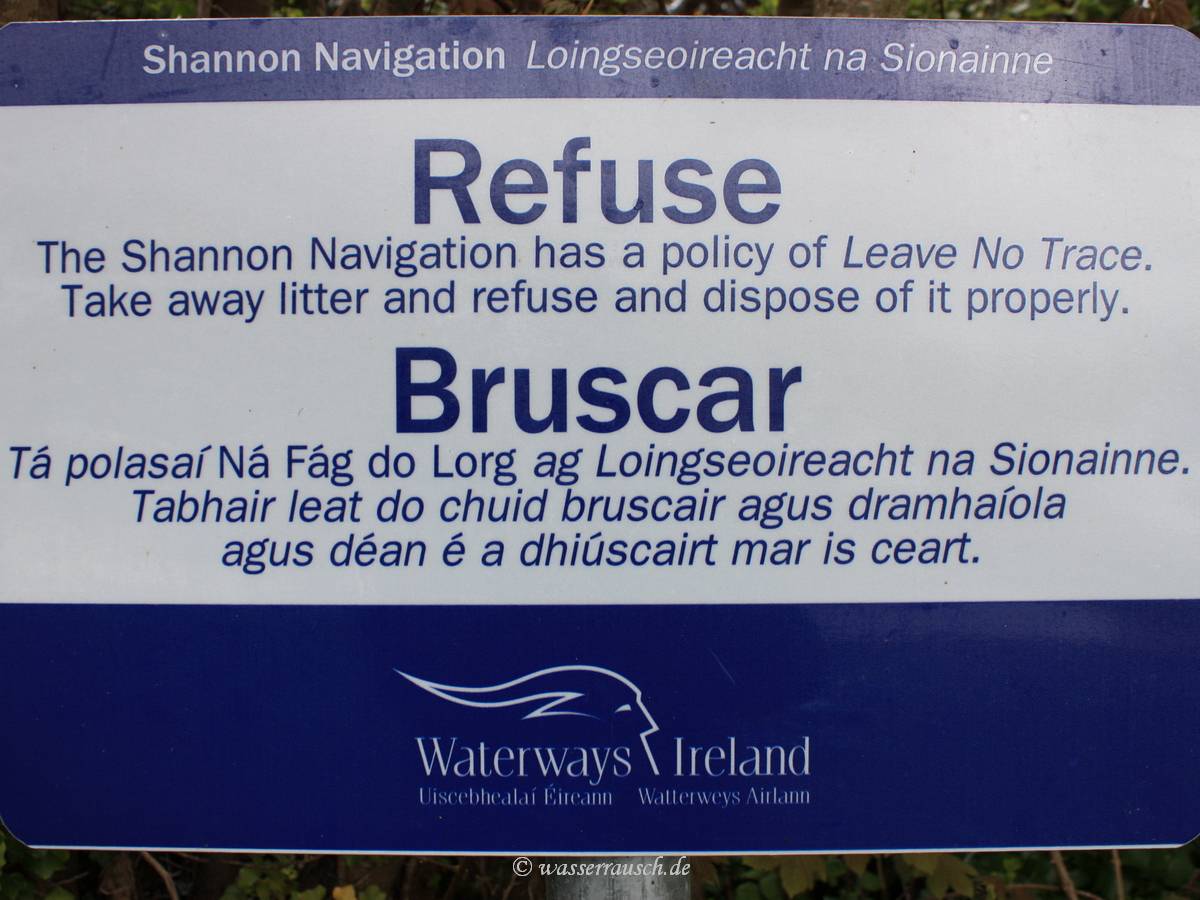 Shannon Navigation Loingseoireacht na Sionainne
Refuse
The Shannon Navigation has a policy of Leave No Trace.
Take away litter and refuse and dispose of it properly.
Bruscar
Tá polasaí Ná Fág do Lorg ag Loingseoireacht na Sionainne.
Tabhair leat do chuid bruscair agus dramhaíola
agus déan é a dhiúscairt mar is ceart.
Waterways Ireland
Uiscebhealaí Éireann Watterweys Airlann
© wasserrausch.de